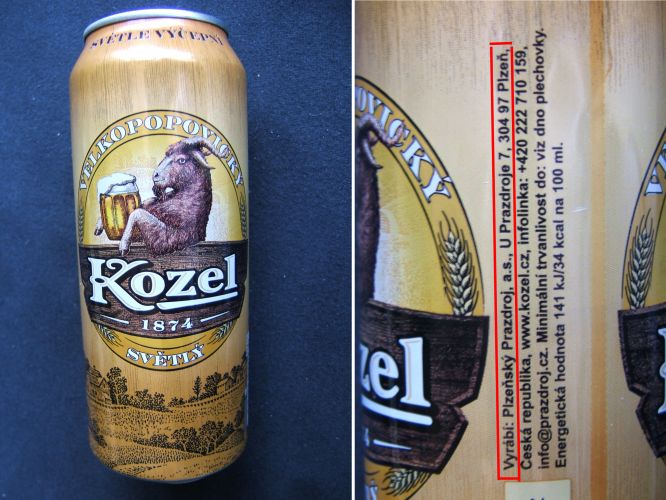 SVĚTLÉ VÝČEPNÍ
VELKOPOPOVICKÝ
Kozel
1874
SVĚTLÝ
VICKÝ
zel
Vyrábí: Plzeňský Prazdroj, a.s., U Prazdroje 7, 304 97 Plzeň,
Česká republika, www.kozel.cz, infolinka: +420 222 710 159,
info@prazdroj.cz. Minimální trvanlivost do: viz dno plechovky.
Energetická hodnota 141 kJ/34 kcal na 100 ml.